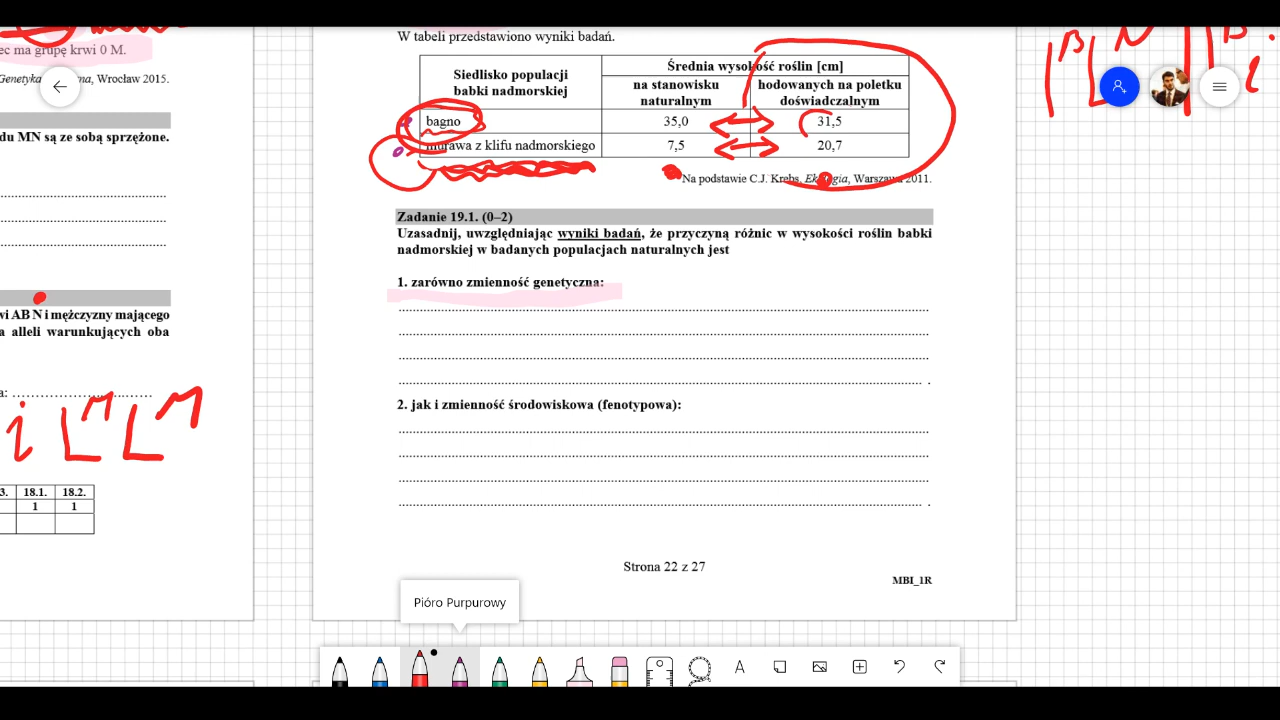 ec ma grupę krwi 0 M.
na, Wrocław 2015.
du MN są ze sobą sprzężone.
wi AB N i mężczyzny mającego
a alleli warunkujących oba
a:
i L M L M
3. 18.1. 18.2.
1 1
W tabeli przedstawiono wyniki badań.
Siedlisko populacji babki nadmorskiej
Średnia wysokość roślin [cm]
na stanowisku naturalnym
hodowanych na poletku doświadczalnym
bagno 35,0 31,5
murawa z klifu nadmorskiego 7,5 20,7
Na podstawie C.J. Krebs, Ekologia, Warszawa 2011.
Zadanie 19.1. (0–2)
Uzasadnij, uwzględniając wyniki badań, że przyczyną różnic w wysokości roślin babki
nadmorskiej w badanych populacjach naturalnych jest
1. zarówno zmienność genetyczna:
2. jak i zmienność środowiskowa (fenotypowa):
Strona 22 z 27
MBI_1R
Pióro Purpurowy
A